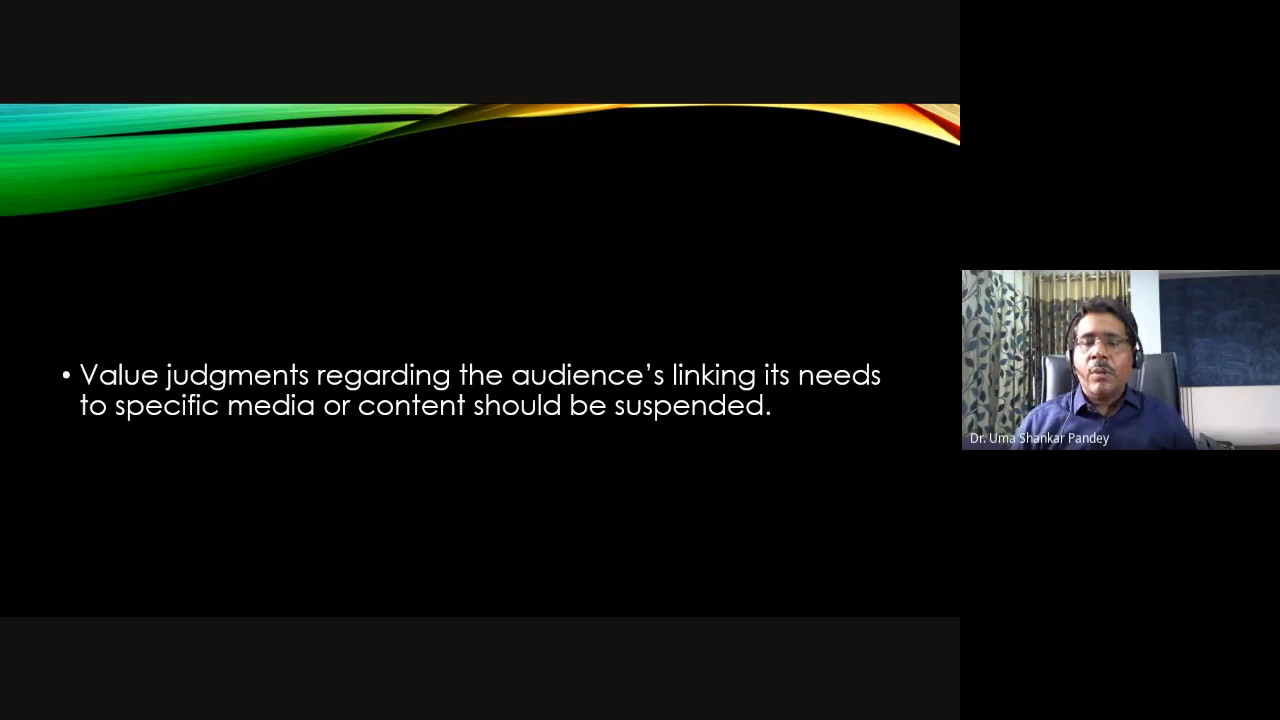 • Value judgments regarding the audience’s linking its needs
to specific media or content should be suspended.
Dr. Uma Shankar Pandey